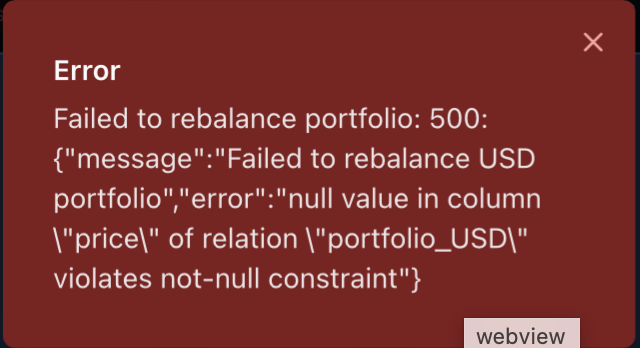 Error
Failed to rebalance portfolio: 500:
{"message":"Failed to rebalance USD
portfolio","error":"null value in column
\"price\" of relation \"portfolio_USD\"
violates not-null constraint"}
webview